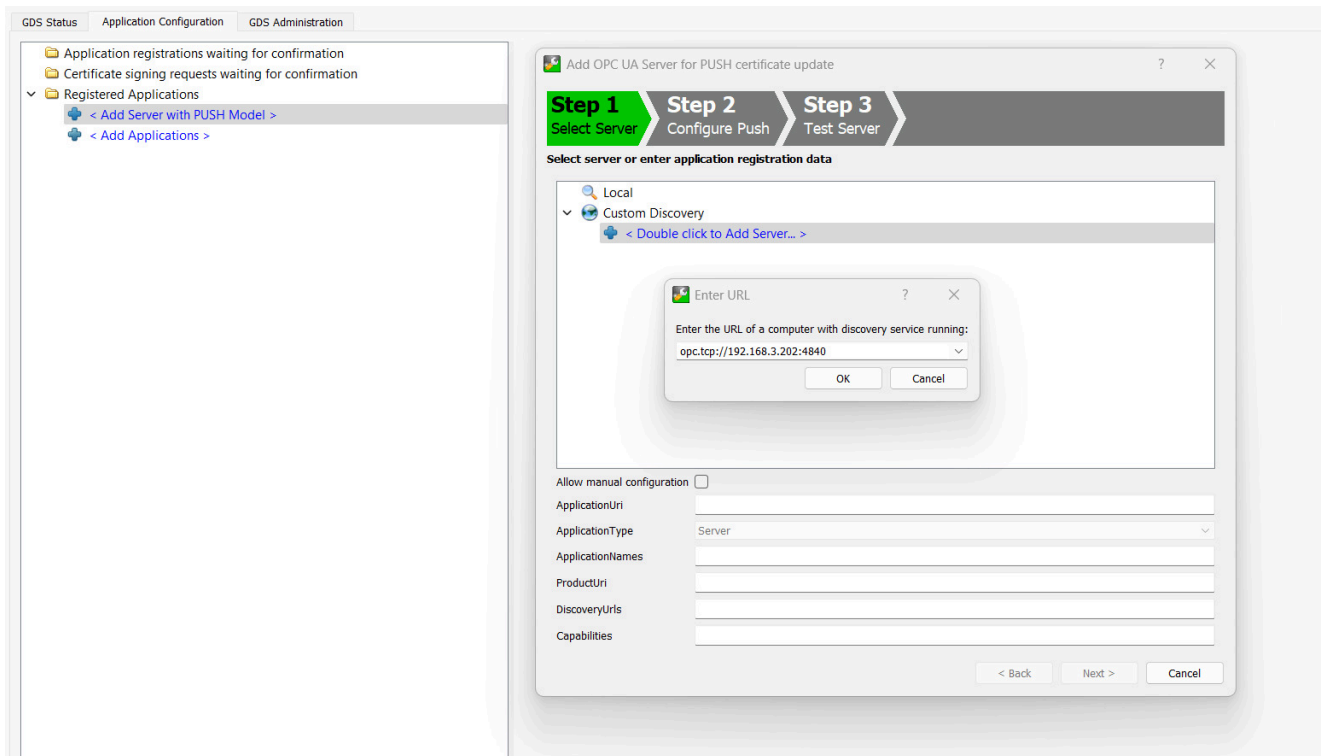 GDS Status
Application Configuration
GDS Administration
Application registrations waiting for confirmation
Certificate signing requests waiting for confirmation
Registered Applications
< Add Server with PUSH Model >
< Add Applications >
Add OPC UA Server for PUSH certificate update
?
Step 1
Select Server
Step 2
Configure Push
Step 3
Test Server
Select server or enter application registration data
Local
Custom Discovery
< Double click to Add Server... >
Enter URL
?
Enter the URL of a computer with discovery service running:
opc.tcp://192.168.3.202:4840
OK
Cancel
Allow manual configuration
ApplicationUri
ApplicationType
Server
ApplicationNames
ProductUri
DiscoveryUrls
Capabilities
< Back
Next >
Cancel